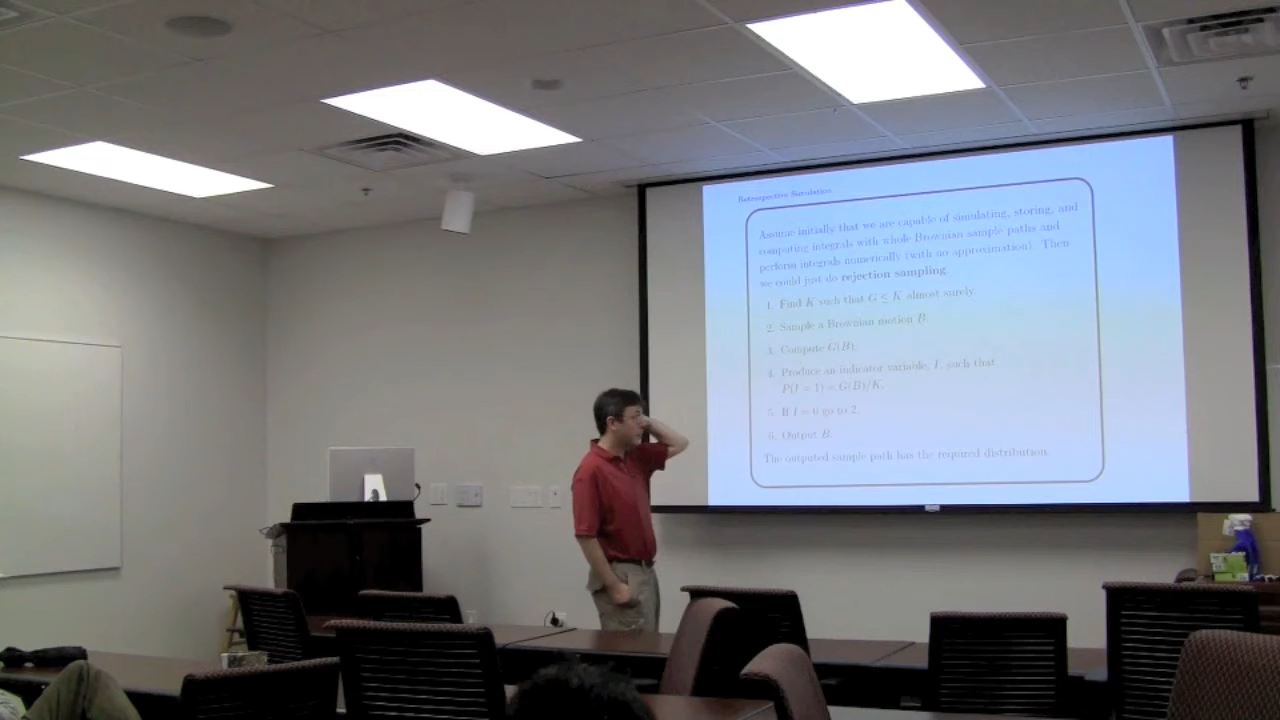 Retrospective Simulation
Assume initially that we are capable of simulating, storing, and
computing integrals with whole Brownian sample paths and
perform integrals numerically (with no approximation). Then
we could just do rejection sampling.
1. Find K such that G ≤ K almost surely.
2. Sample a Brownian motion B.
3. Compute G(B).
4. Produce an indicator variable, I, such that
P(I = 1) = G(B)/K.
5. If I = 0 go to 2.
6. Output B.
The outputed sample path has the required distribution.